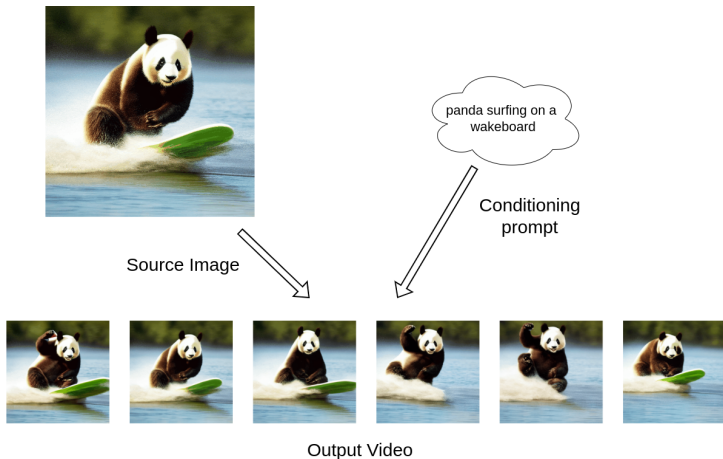 panda surfing on a
wakeboard
Conditioning
prompt
Source Image
Output Video